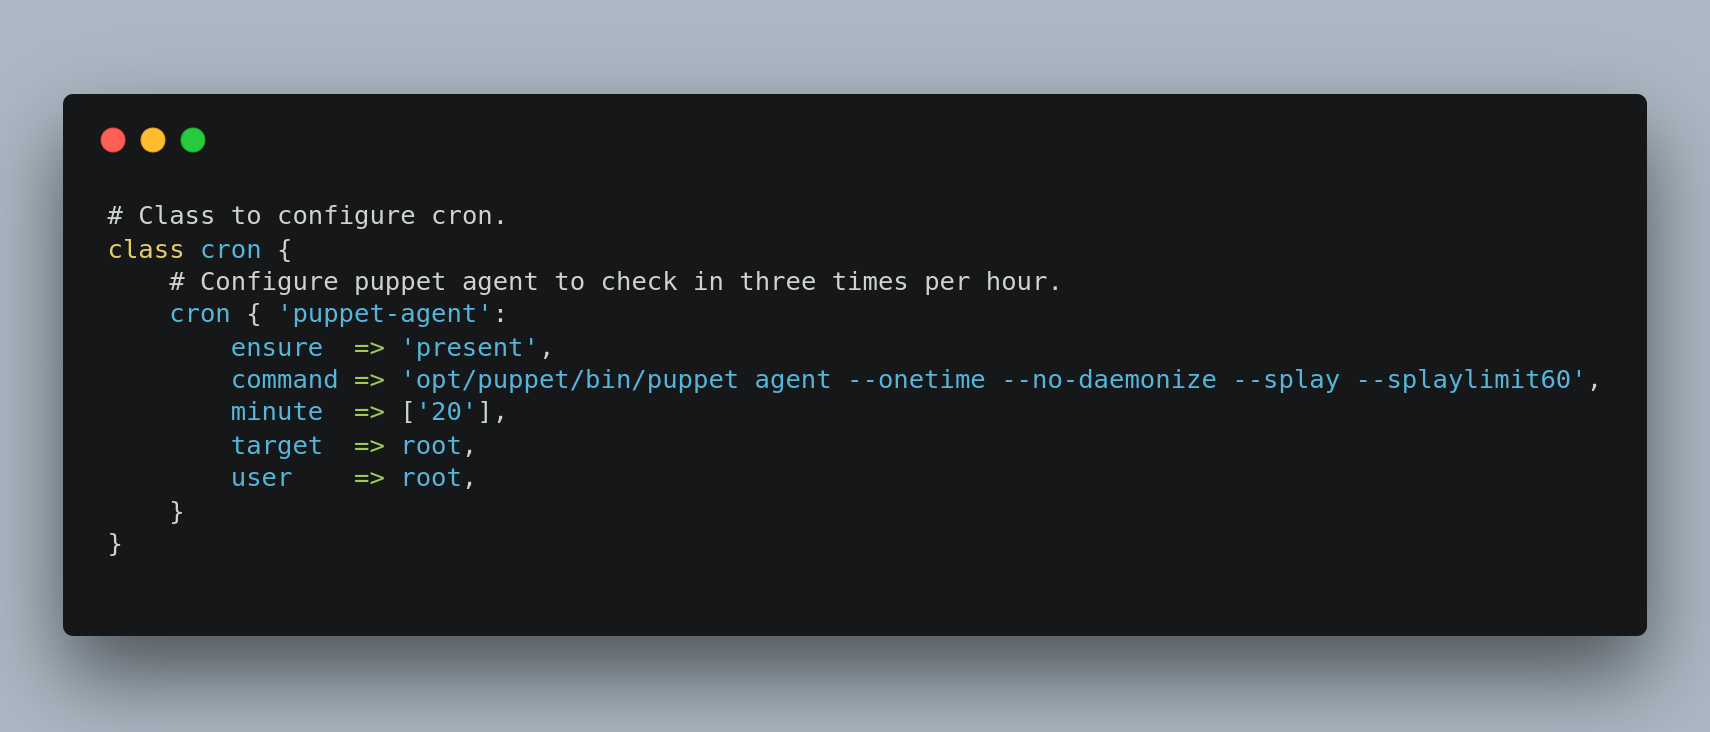 # Class to configure cron.
class cron {
    # Configure puppet agent to check in three times per hour.
    cron { 'puppet-agent':
        ensure  => 'present',
        command => 'opt/puppet/bin/puppet agent --onetime --no-daemonize --splay --splaylimit60',
        minute  => ['20'],
        target  => root,
        user    => root,
    }
}